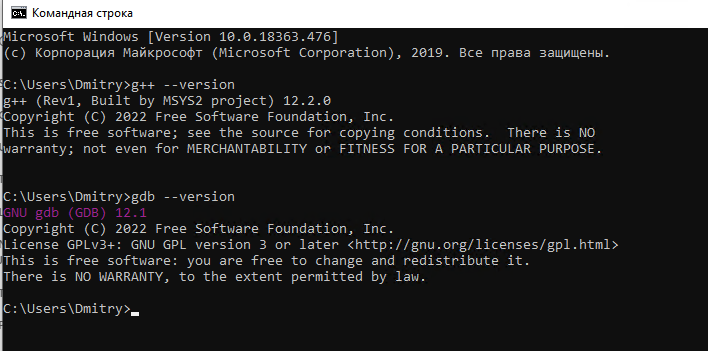 Командная строка
Microsoft Windows [Version 10.0.18363.476]
(c) Корпорация Майкрософт (Microsoft Corporation), 2019. Все права защищены.
C:\Users\Dmitry>g++ --version
g++ (Rev1, Built by MSYS2 project) 12.2.0
Copyright (C) 2022 Free Software Foundation, Inc.
This is free software; see the source for copying conditions.  There is NO
warranty; not even for MERCHANTABILITY or FITNESS FOR A PARTICULAR PURPOSE.
C:\Users\Dmitry>gdb --version
GNU gdb (GDB) 12.1
Copyright (C) 2022 Free Software Foundation, Inc.
License GPLv3+: GNU GPL version 3 or later <http://gnu.org/licenses/gpl.html>
This is free software: you are free to change and redistribute it.
There is NO WARRANTY, to the extent permitted by law.
C:\Users\Dmitry>